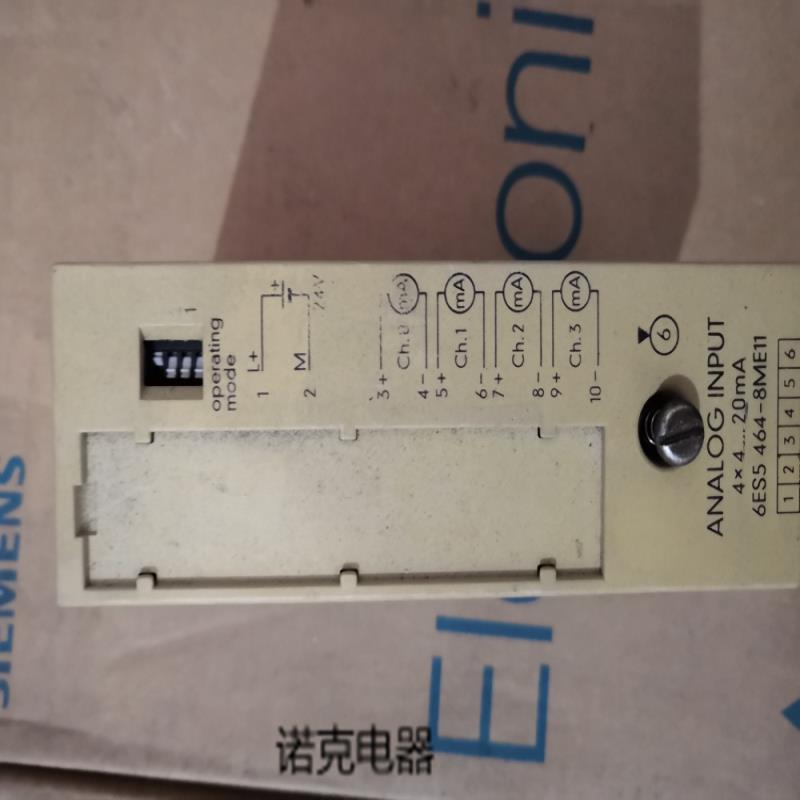 SIEMENS
operating
mode
1
1 L+
2 M
24V
3+
Ch.0 mA
4-
5+
Ch.1 mA
6-
7+
Ch.2 mA
8-
9+
Ch.3 mA
10-
6
ANALOG INPUT
4×4...20mA
6ES5 464-8ME11
1 2 3 4 5 6
诺克电器